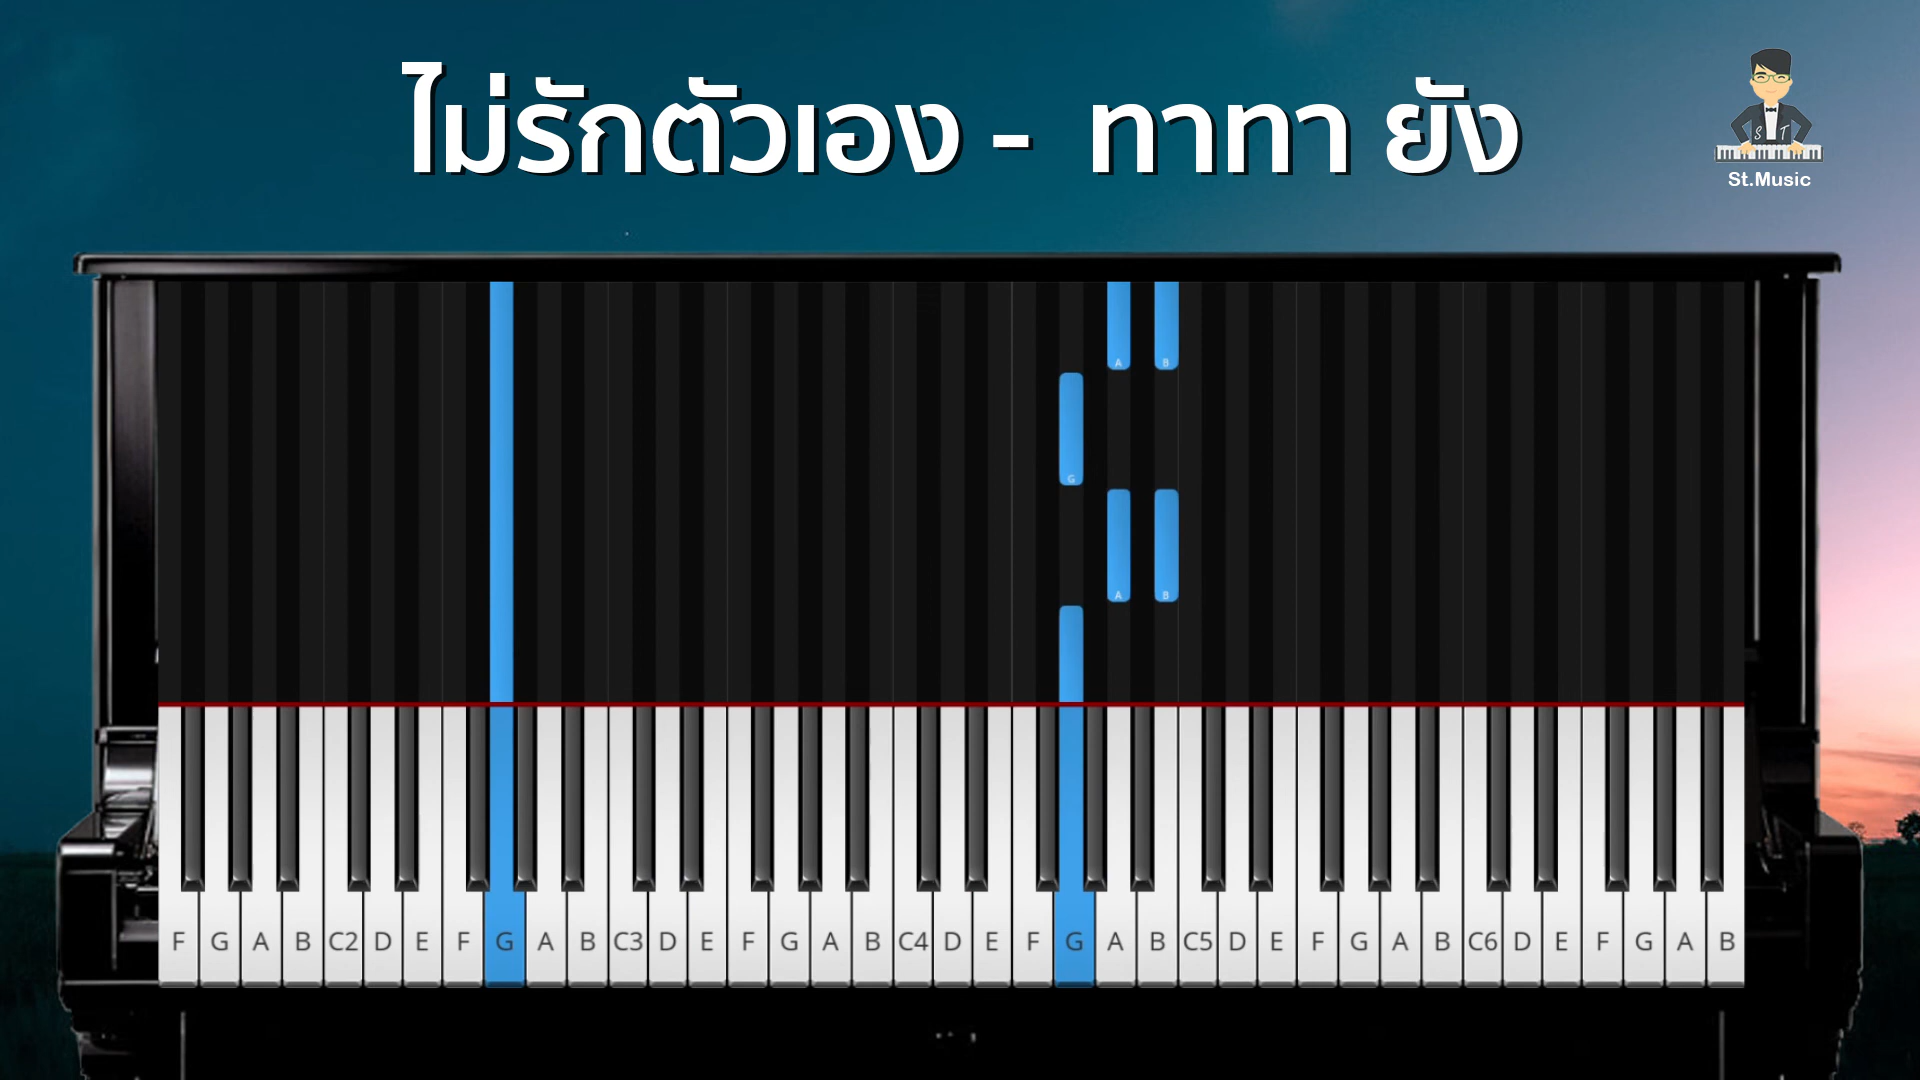 ไม่รักตัวเอง - ทาทา ยัง
S T
St.Music
A B
G
A B
G
F G A B C2 D E F G A B C3 D E F G A B C4 D E F G A B C5 D E F G A B C6 D E F G A B